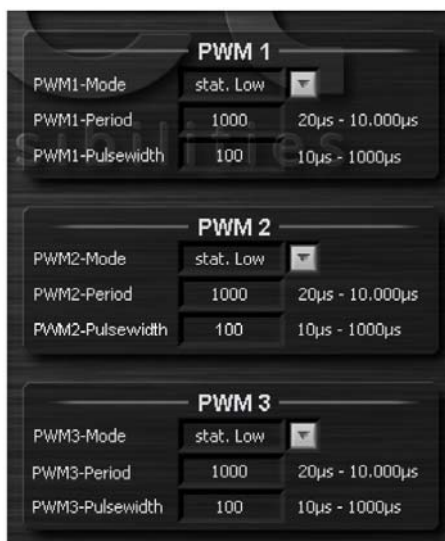 PWM 1
PWM1-Mode stat. Low
PWM1-Period 1000 20µs - 10.000µs
PWM1-Pulsewidth 100 10µs - 1000µs
sibilities
PWM 2
PWM2-Mode stat. Low
PWM2-Period 1000 20µs - 10.000µs
PWM2-Pulsewidth 100 10µs - 1000µs
PWM 3
PWM3-Mode stat. Low
PWM3-Period 1000 20µs - 10.000µs
PWM3-Pulsewidth 100 10µs - 1000µs